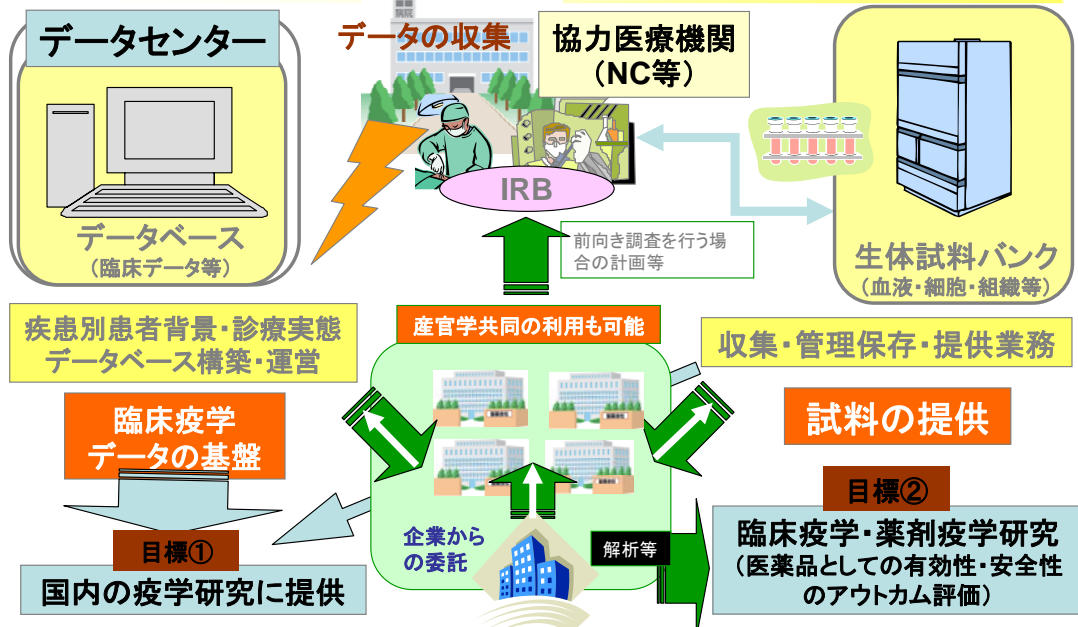 データセンター
データベース
（臨床データ等）
病院
データの収集
協力医療機関
（NC等）
IRB
前向き調査を行う場
合の計画等
生体試料バンク
（血液・細胞・組織等）
疾患別患者背景・診療実態
データベース構築・運営
産官学共同の利用も可能
収集・管理保存・提供業務
臨床疫学
データの基盤
試料の提供
目標①
国内の疫学研究に提供
企業から
の委託
解析等
目標②
臨床疫学・薬剤疫学研究
（医薬品としての有効性・安全性
のアウトカム評価）